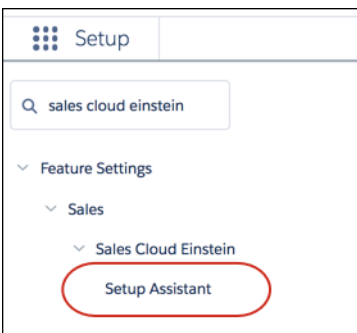 Setup
sales cloud einstein
Feature Settings
Sales
Sales Cloud Einstein
Setup Assistant